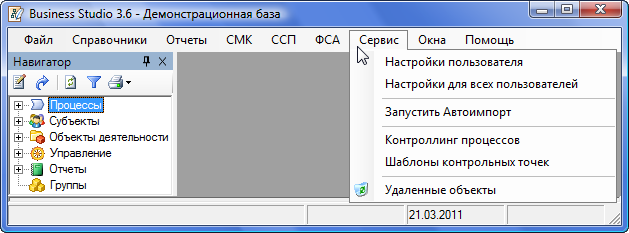 Business Studio 3.6 - Демонстрационная база
Файл Справочники Отчеты СМК ССП ФСА Сервис Окна Помощь
Навигатор
Процессы
Субъекты
Объекты деятельности
Управление
Отчеты
Группы
Настройки пользователя
Настройки для всех пользователей
Запустить Автоимпорт
Контроллинг процессов
Шаблоны контрольных точек
Удаленные объекты
21.03.2011